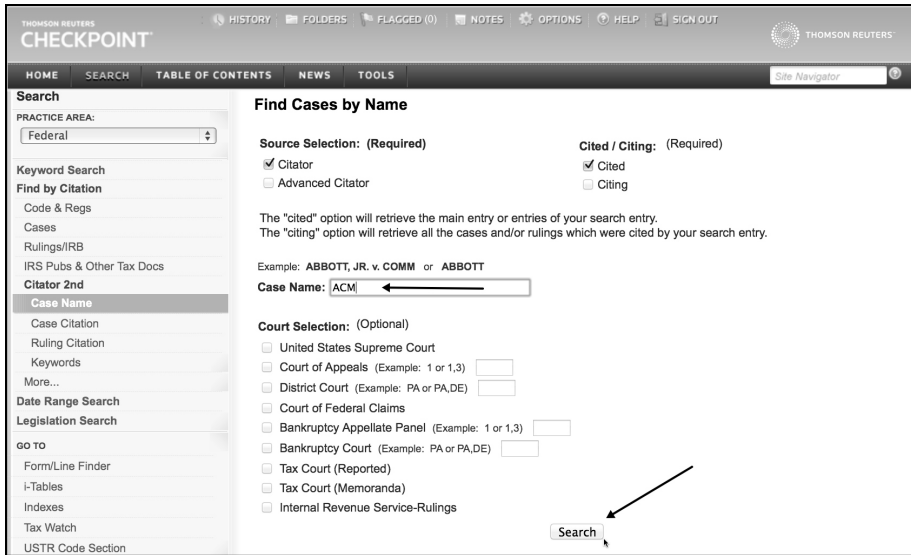 THOMSON REUTERS
CHECKPOINT™
HISTORY FOLDERS FLAGGED (0) NOTES OPTIONS ? HELP SIGN OUT
THOMSON REUTERS™
HOME SEARCH TABLE OF CONTENTS NEWS TOOLS
Site Navigator ?
Search
PRACTICE AREA:
Federal
Keyword Search
Find by Citation
Code & Regs
Cases
Rulings/IRB
IRS Pubs & Other Tax Docs
Citator 2nd
Case Name
Case Citation
Ruling Citation
Keywords
More...
Date Range Search
Legislation Search
GO TO
Form/Line Finder
i-Tables
Indexes
Tax Watch
USTR Code Section
Find Cases by Name
Source Selection: (Required)
Citator
Advanced Citator
Cited / Citing: (Required)
Cited
Citing
The "cited" option will retrieve the main entry or entries of your search entry.
The "citing" option will retrieve all the cases and/or rulings which were cited by your search entry.
Example: ABBOTT, JR. v. COMM or ABBOTT
Case Name: ACM
Court Selection: (Optional)
United States Supreme Court
Court of Appeals (Example: 1 or 1,3)
District Court (Example: PA or PA,DE)
Court of Federal Claims
Bankruptcy Appellate Panel (Example: 1 or 1,3)
Bankruptcy Court (Example: PA or PA,DE)
Tax Court (Reported)
Tax Court (Memoranda)
Internal Revenue Service-Rulings
Search